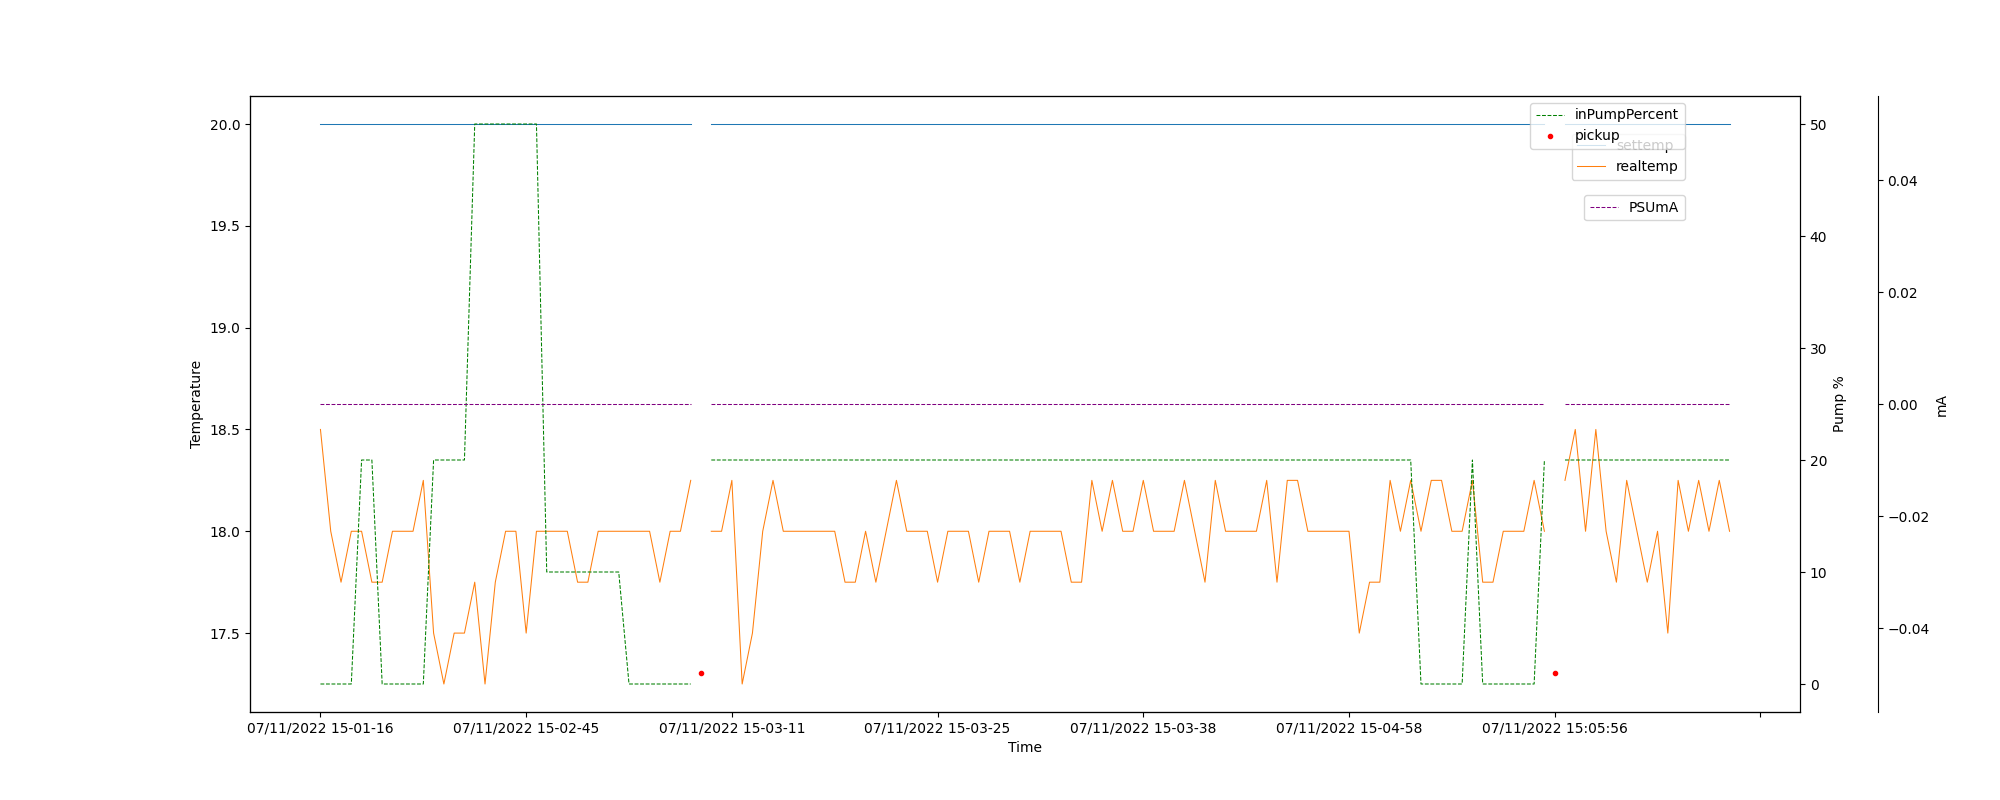 inPumpPercent
pickup
settemp
realtemp
PSUmA
20.0
19.5
19.0
18.5
18.0
17.5
Temperature
50
40
30
20
10
0
Pump %
0.04
0.02
0.00
−0.02
−0.04
mA
07/11/2022 15-01-16
07/11/2022 15-02-45
07/11/2022 15-03-11
07/11/2022 15-03-25
07/11/2022 15-03-38
07/11/2022 15-04-58
07/11/2022 15:05:56
Time